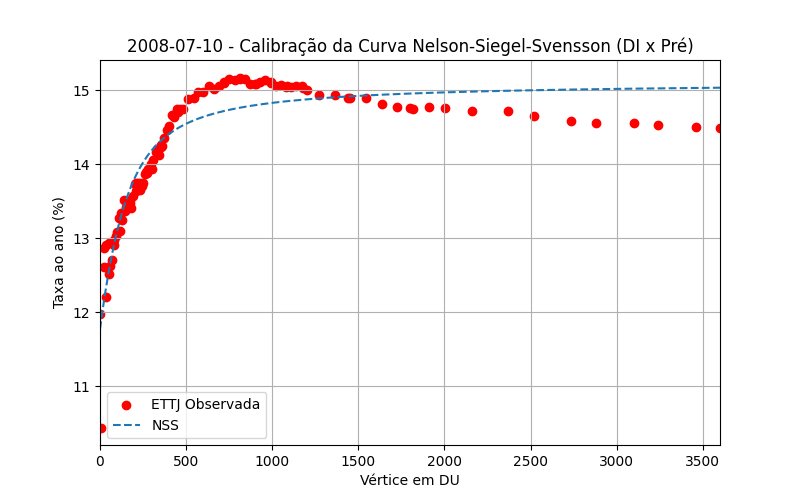 2008-07-10 - Calibração da Curva Nelson-Siegel-Svensson (DI x Pré)
Taxa ao ano (%)
15
14
13
12
11
ETTJ Observada
NSS
0 500 1000 1500 2000 2500 3000 3500
Vértice em DU